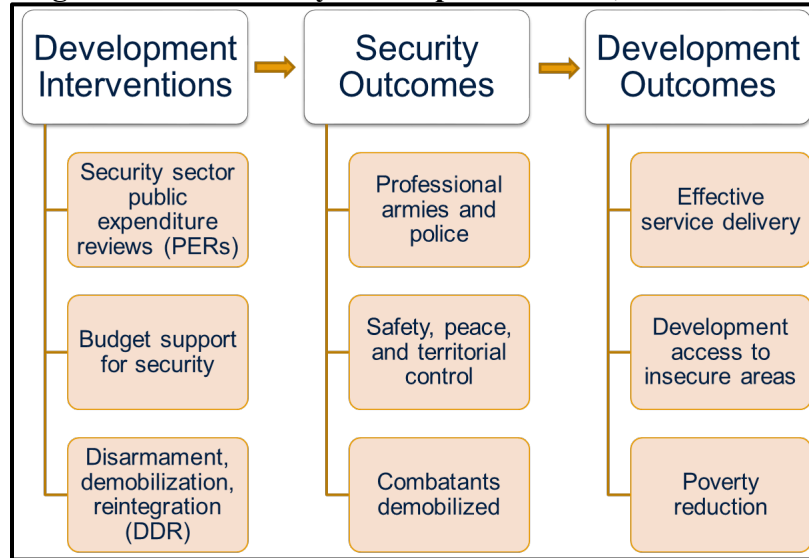 Development
Interventions
Security
Outcomes
Development
Outcomes
Security sector
public
expenditure
reviews (PERs)
Professional
armies and
police
Effective
service delivery
Budget support
for security
Safety, peace,
and territorial
control
Development
access to
insecure areas
Disarmament,
demobilization,
reintegration
(DDR)
Combatants
demobilized
Poverty
reduction